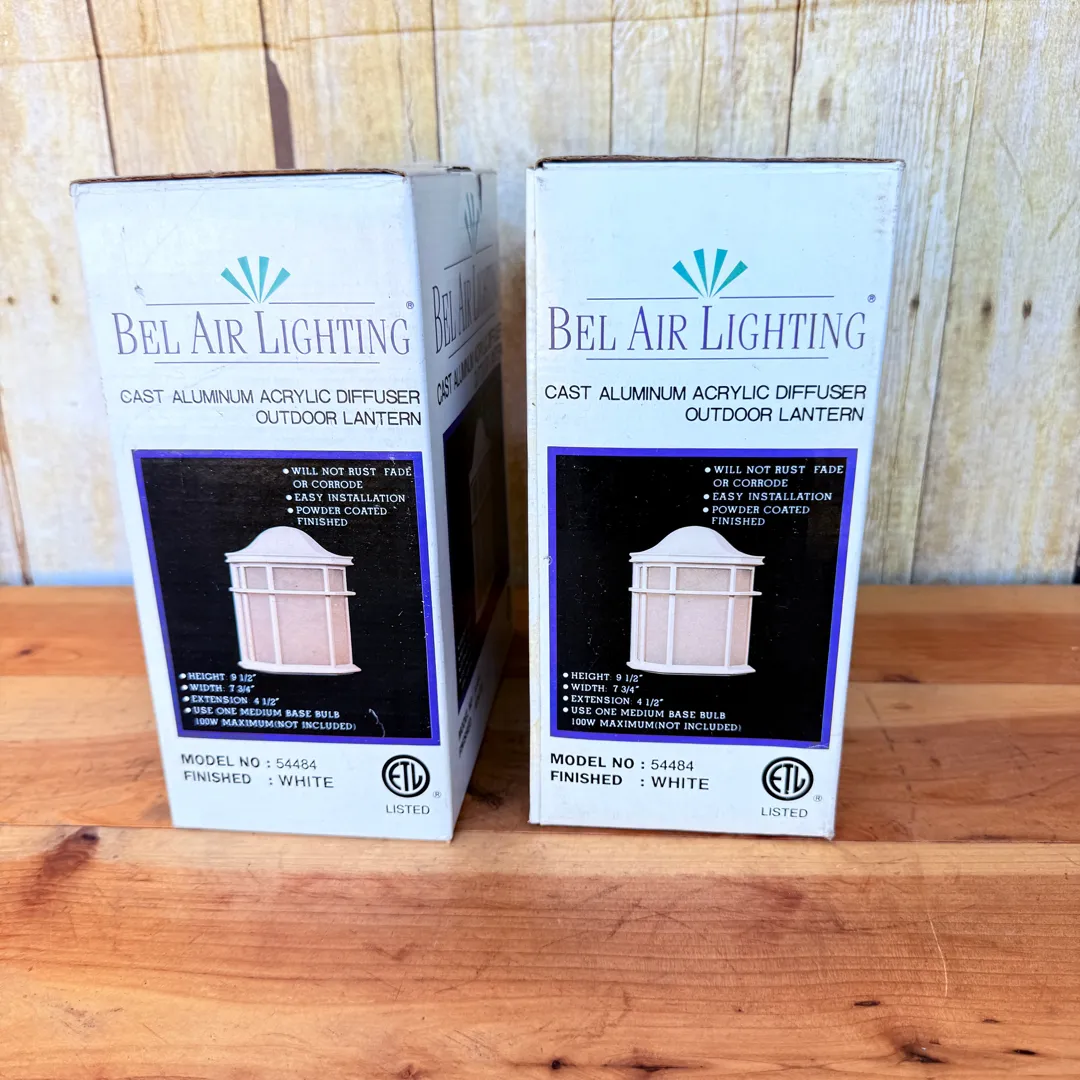 BEL AIR LIGHTING ®
CAST ALUMINUM ACRYLIC DIFFUSER
OUTDOOR LANTERN
• WILL NOT RUST FADE
OR CORRODE
• EASY INSTALLATION
• POWDER COATED
FINISHED
• HEIGHT: 9 1/2"
• WIDTH: 7 3/4"
• EXTENSION: 4 1/2"
• USE ONE MEDIUM BASE BULB
100W MAXIMUM(NOT INCLUDED)
MODEL NO : 54484
FINISHED : WHITE
ETL ®
LISTED
BEL AIR LIGHTING
CAST ALUMINUM
BEL AIR LIGHTING ®
CAST ALUMINUM ACRYLIC DIFFUSER
OUTDOOR LANTERN
• WILL NOT RUST FADE
OR CORRODE
• EASY INSTALLATION
• POWDER COATED
FINISHED
• HEIGHT: 9 1/2"
• WIDTH: 7 3/4"
• EXTENSION: 4 1/2"
• USE ONE MEDIUM BASE BULB
100W MAXIMUM(NOT INCLUDED)
MODEL NO : 54484
FINISHED : WHITE
ETL ®
LISTED